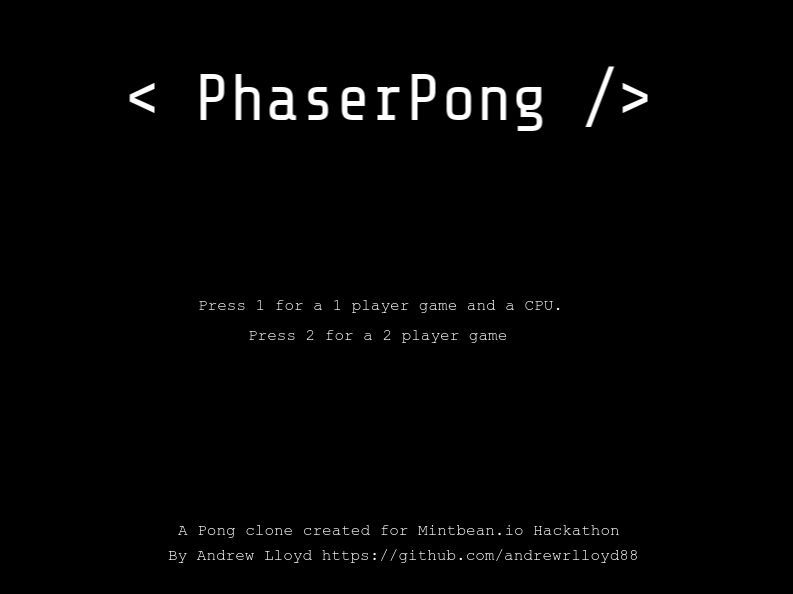 < PhaserPong />
Press 1 for a 1 player game and a CPU.
Press 2 for a 2 player game
A Pong clone created for Mintbean.io Hackathon
By Andrew Lloyd https://github.com/andrewrlloyd88